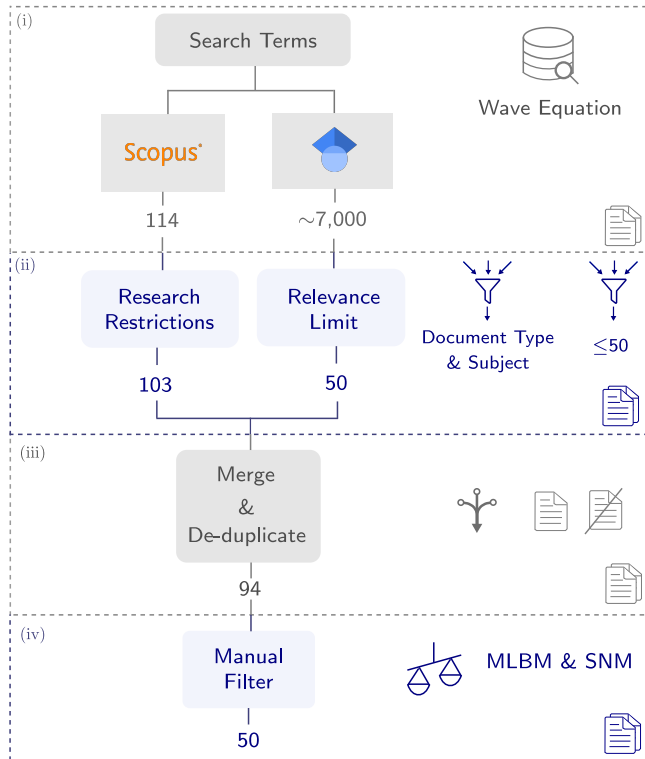 (i)
Search Terms
Wave Equation
Scopus®
114
~7,000
(ii)
Research
Restrictions
Relevance
Limit
Document Type
& Subject
≤50
103
50
(iii)
Merge
&
De-duplicate
94
(iv)
Manual
Filter
MLBM & SNM
50